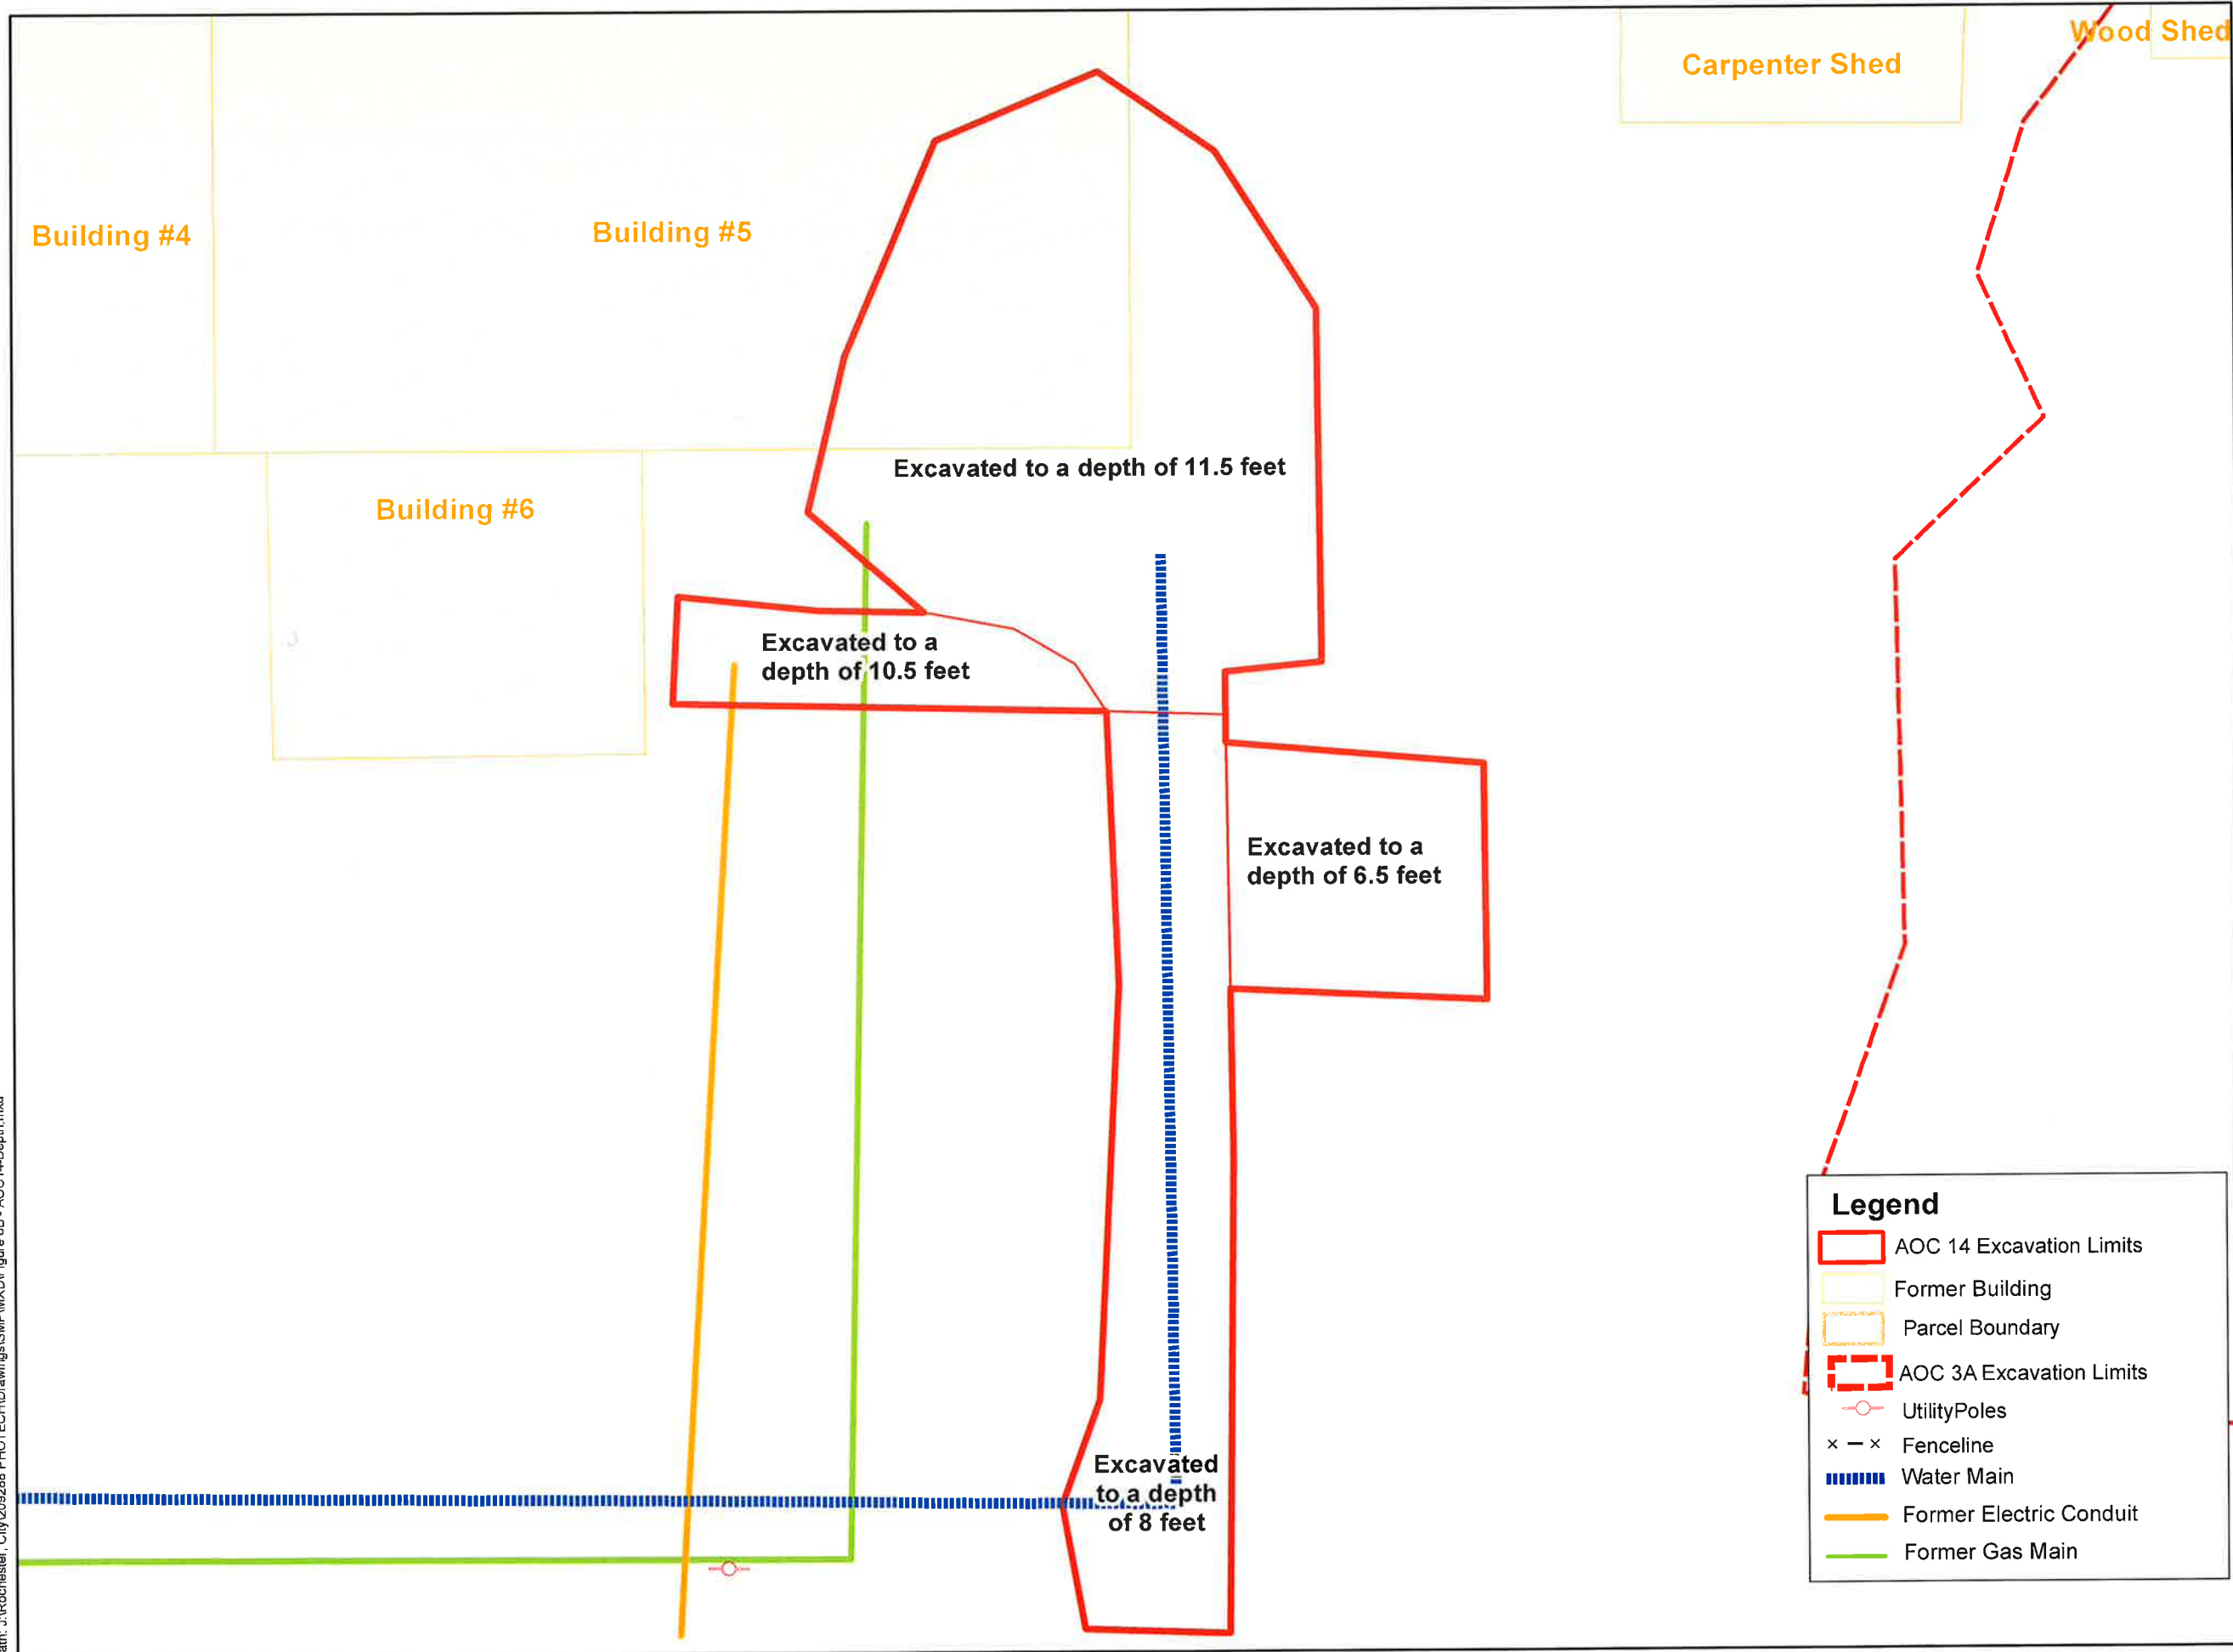 Wood Shed
Carpenter Shed
Building #4
Building #5
Excavated to a depth of 11.5 feet
Building #6
Excavated to a
depth of 10.5 feet
Excavated to a
depth of 6.5 feet
Excavated
to a depth
of 8 feet
Legend
AOC 14 Excavation Limits
Former Building
Parcel Boundary
AOC 3A Excavation Limits
UtilityPoles
Fenceline
Water Main
Former Electric Conduit
Former Gas Main